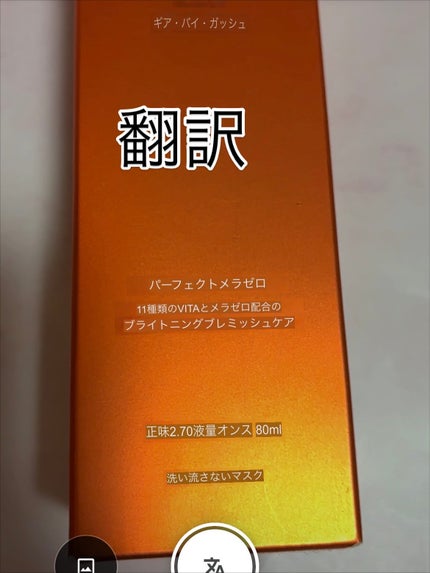 ギア・バイ・ガッシュ
翻訳
パーフェクトメラゼロ
11種類のVITAとメラゼロ配合の
ブライトニングブレミッシュケア
正味2.70液量オンス 80ml
洗い流さないマスク